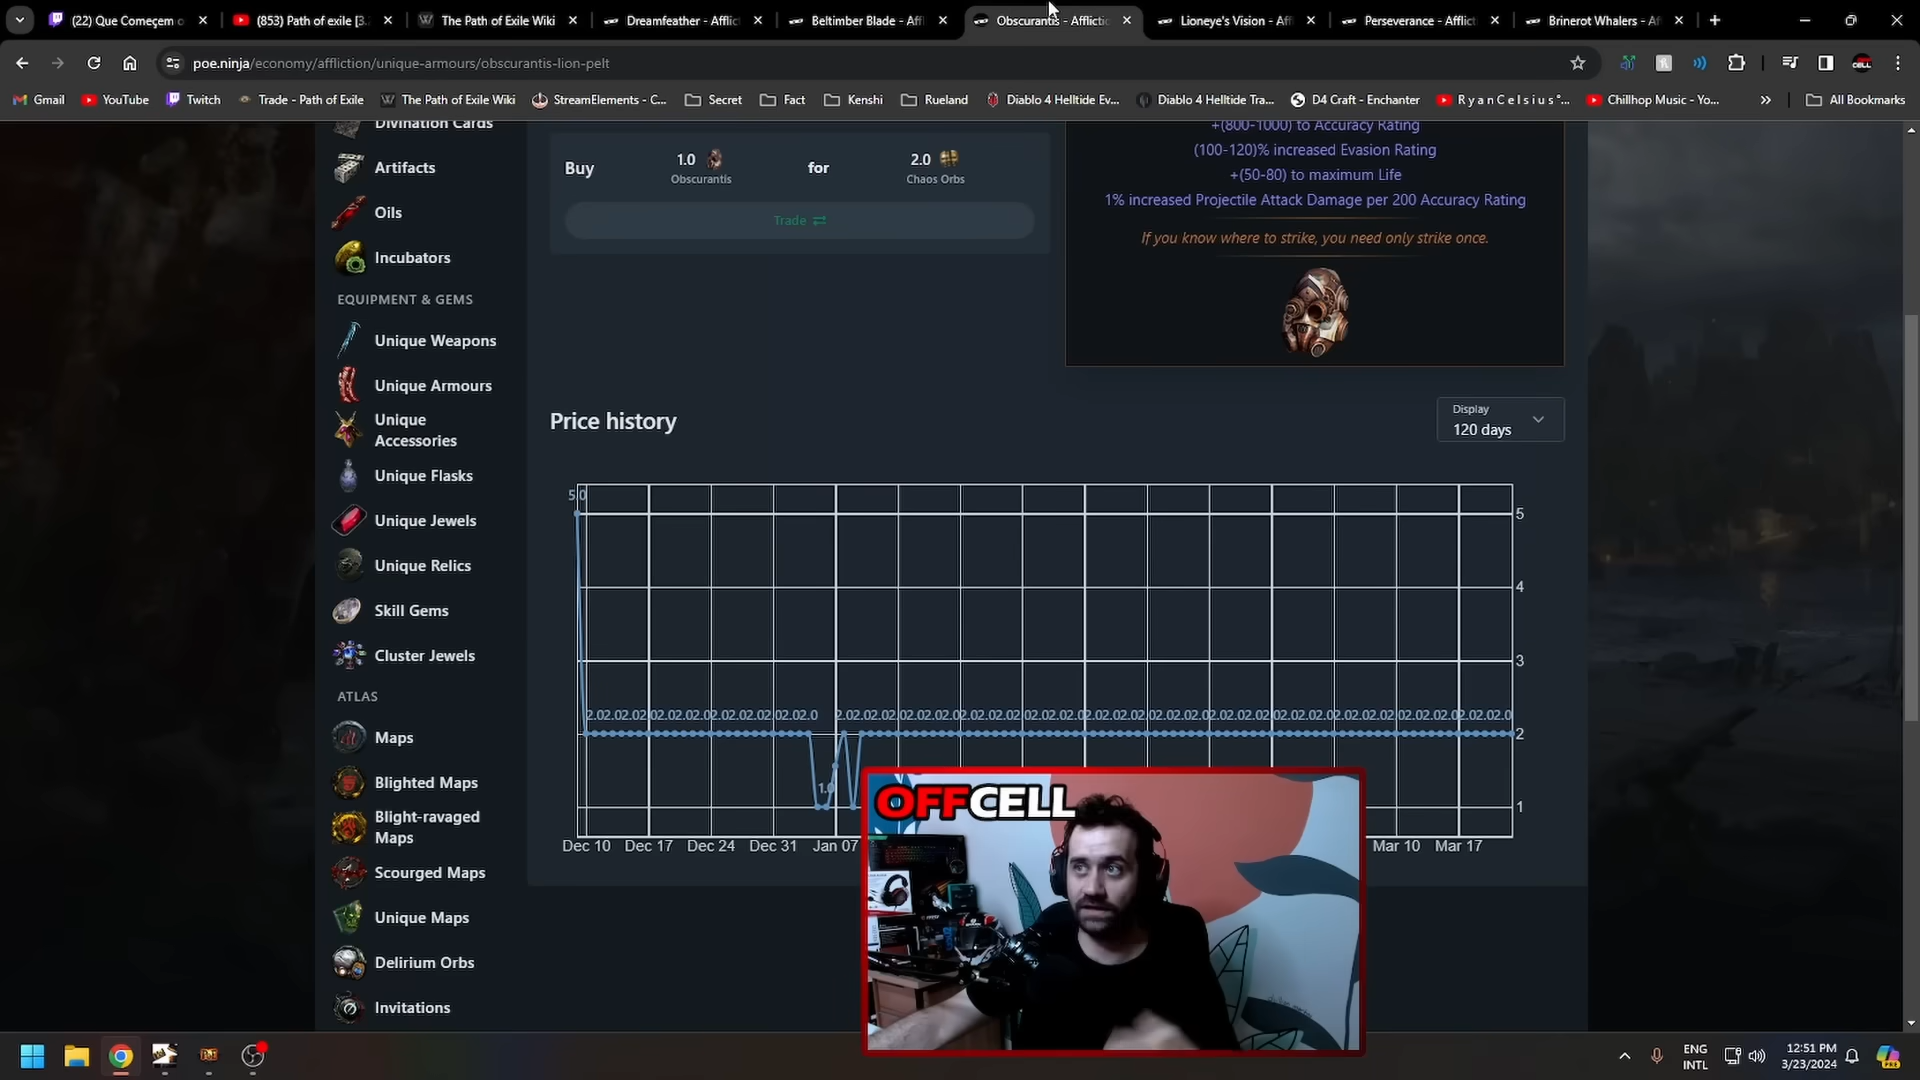 (22) Que Começem o
(853) Path of exile [3.
The Path of Exile Wiki
Dreamfeather - Afflic
Beltimber Blade - Affl
Obscurantis - Afflictio
Lioneye's Vision - Aff
Perseverance - Afflict
Brinerot Whalers - Af
poe.ninja/economy/affliction/unique-armours/obscurantis-lion-pelt
Gmail
YouTube
Twitch
Trade - Path of Exile
The Path of Exile Wiki
StreamElements - C...
Secret
Fact
Kenshi
Rueland
Diablo 4 Helltide Ev...
Diablo 4 Helltide Tra...
D4 Craft - Enchanter
R y a n C e l s i u s °...
Chillhop Music - Yo...
»
All Bookmarks
Divination Cards
Artifacts
Oils
Incubators
EQUIPMENT & GEMS
Unique Weapons
Unique Armours
Unique
Accessories
Unique Flasks
Unique Jewels
Unique Relics
Skill Gems
Cluster Jewels
ATLAS
Maps
Blighted Maps
Blight-ravaged
Maps
Scourged Maps
Unique Maps
Delirium Orbs
Invitations
Buy
1.0
Obscurantis
for
2.0
Chaos Orbs
Trade
+(800-1000) to Accuracy Rating
(100-120)% increased Evasion Rating
+(50-80) to maximum Life
1% increased Projectile Attack Damage per 200 Accuracy Rating
If you know where to strike, you need only strike once.
Price history
Display
120 days
5.0
5
4
3
2
1
1.0
Dec 10 Dec 17 Dec 24 Dec 31 Jan 07 Mar 10 Mar 17
OFFCELL
ENG
INTL
12:51 PM
3/23/2024